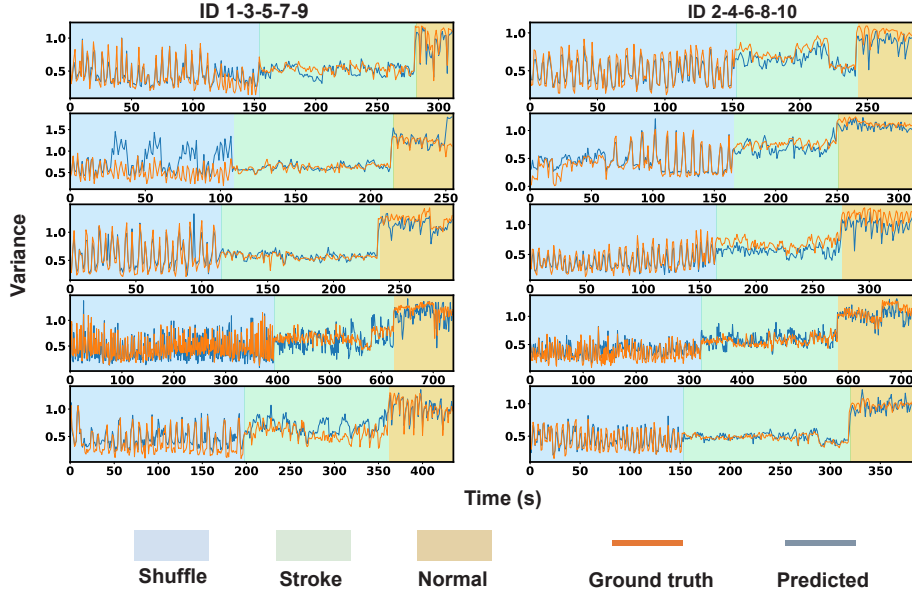 ID 1-3-5-7-9
ID 2-4-6-8-10
Variance
1.0
0.5
0 50 100 150 200 250 300
1.0
0.5
0 50 100 150 200 250
1.5
1.0
0.5
0 50 100 150 200 250
1.0
0.5
0.0
0 50 100 150 200 250 300
1.0
0.5
0 50 100 150 200 250
1.0
0.5
0 50 100 150 200 250 300
1.0
0.5
0 100 200 300 400 500 600 700
1.0
0.5
0 100 200 300 400 500 600 700
1.0
0.5
0 50 100 150 200 250 300 350 400
1.0
0.5
0 50 100 150 200 250 300 350
Time (s)
Shuffle Stroke Normal Ground truth Predicted